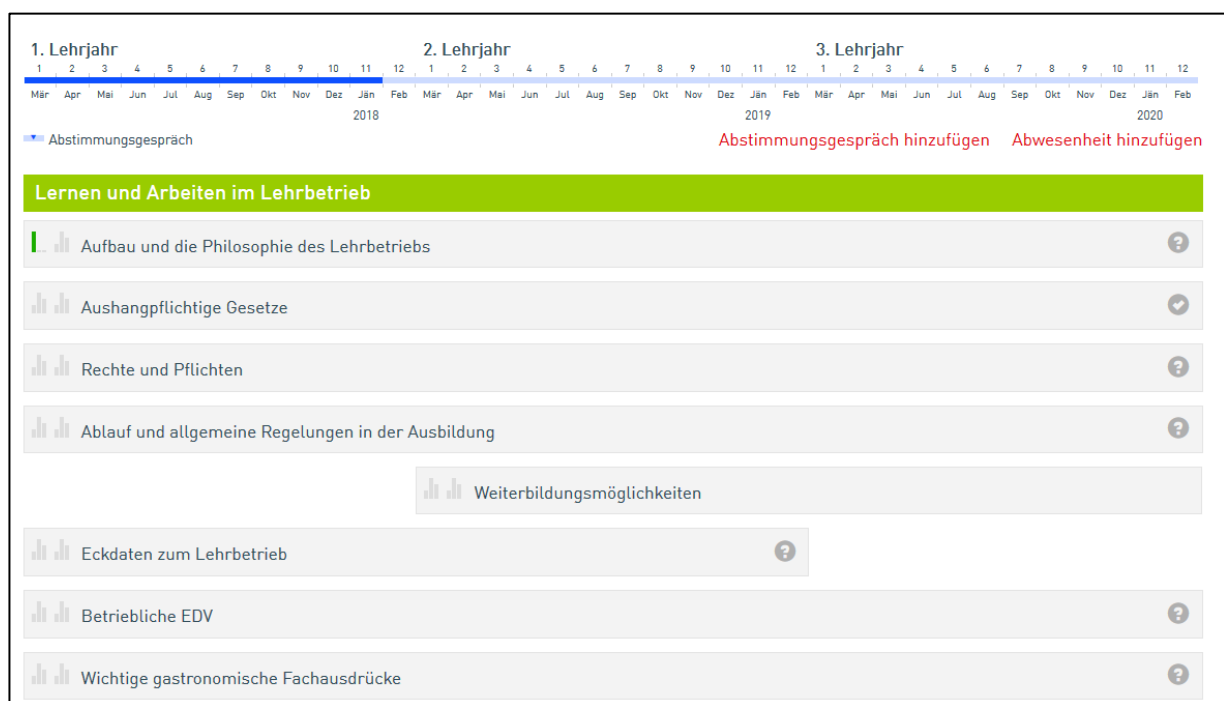 1. Lehrjahr 2. Lehrjahr 3. Lehrjahr
1 2 3 4 5 6 7 8 9 10 11 12 1 2 3 4 5 6 7 8 9 10 11 12 1 2 3 4 5 6 7 8 9 10 11 12
Mär Apr Mai Jun Jul Aug Sep Okt Nov Dez Jän Feb Mär Apr Mai Jun Jul Aug Sep Okt Nov Dez Jän Feb Mär Apr Mai Jun Jul Aug Sep Okt Nov Dez Jän Feb
2018 2019 2020
Abstimmungsgespräch Abstimmungsgespräch hinzufügen Abwesenheit hinzufügen
Lernen und Arbeiten im Lehrbetrieb
Aufbau und die Philosophie des Lehrbetriebs ?
Aushangpflichtige Gesetze
Rechte und Pflichten ?
Ablauf und allgemeine Regelungen in der Ausbildung ?
Weiterbildungsmöglichkeiten
Eckdaten zum Lehrbetrieb ?
Betriebliche EDV ?
Wichtige gastronomische Fachausdrücke ?